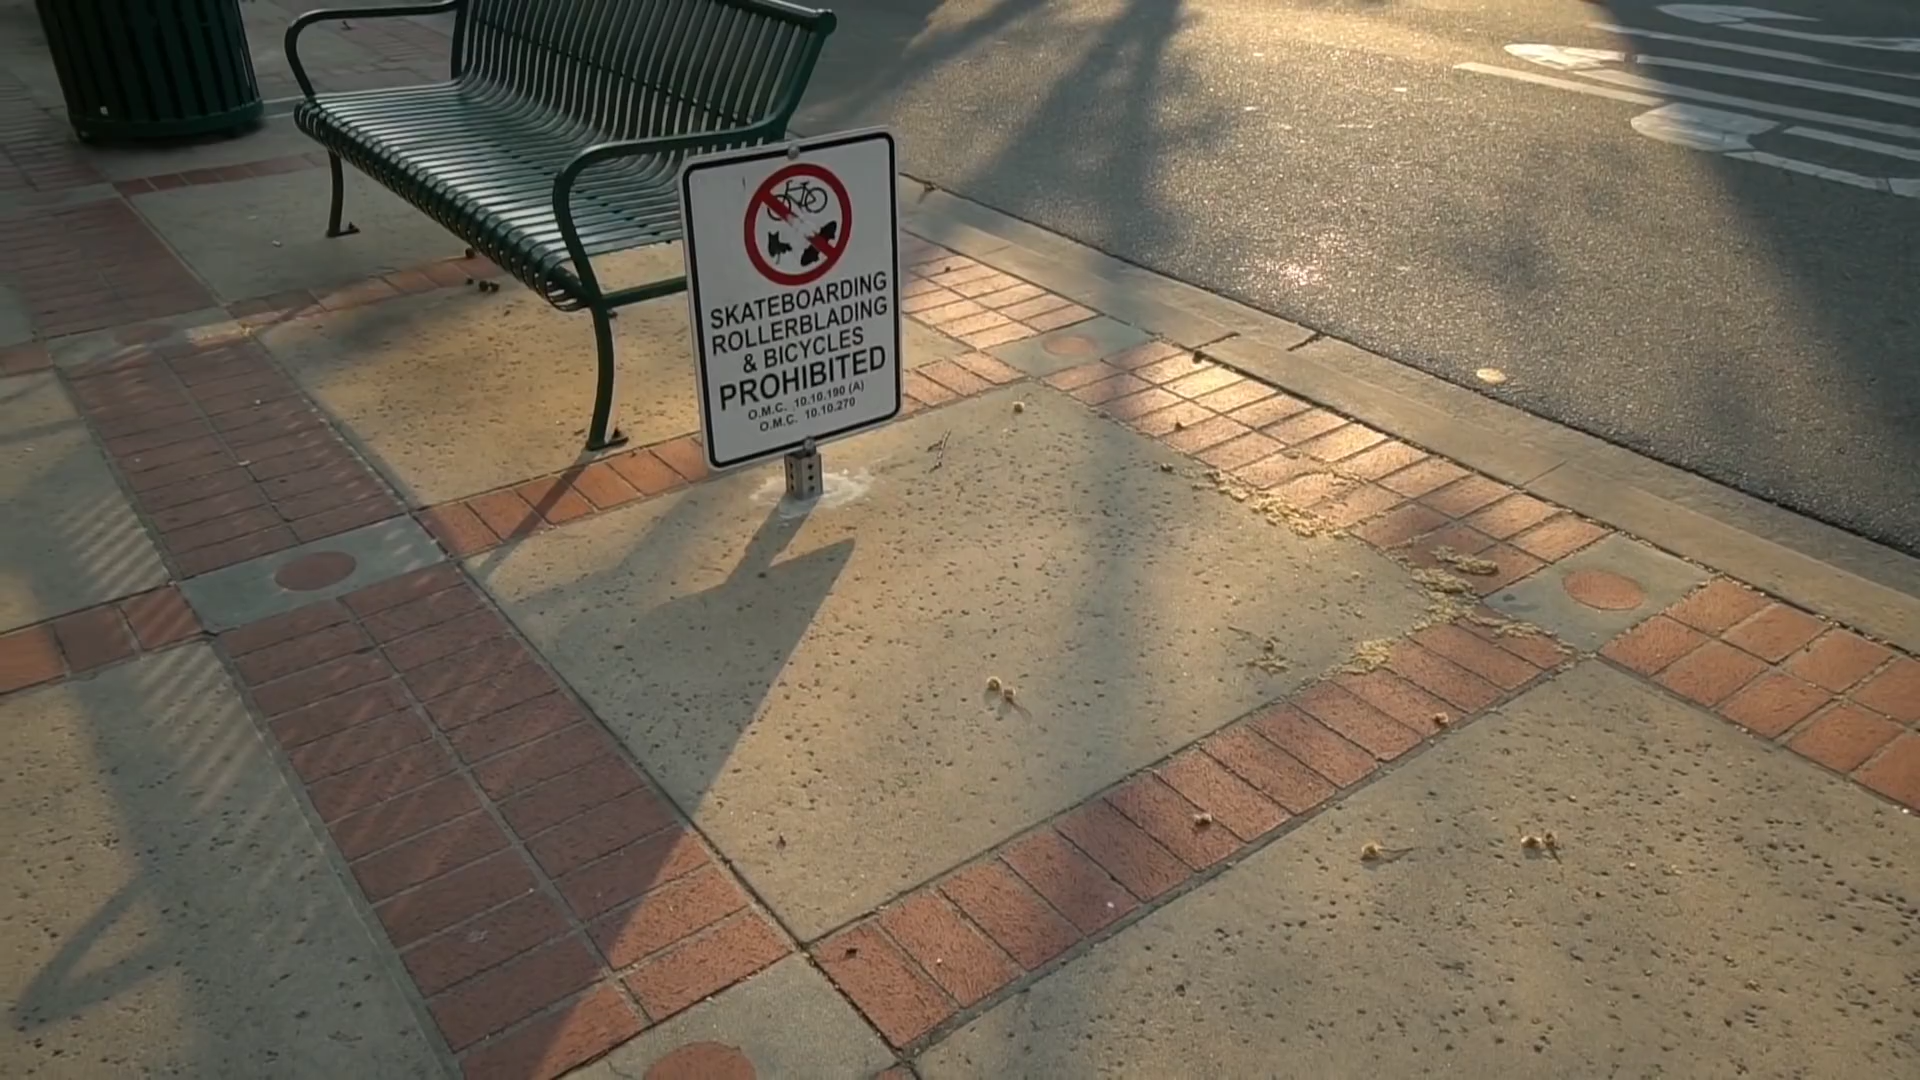 SKATEBOARDING
ROLLERBLADING
& BICYCLES
PROHIBITED
O.M.C. 10.10.190 (A)
O.M.C. 10.10.270